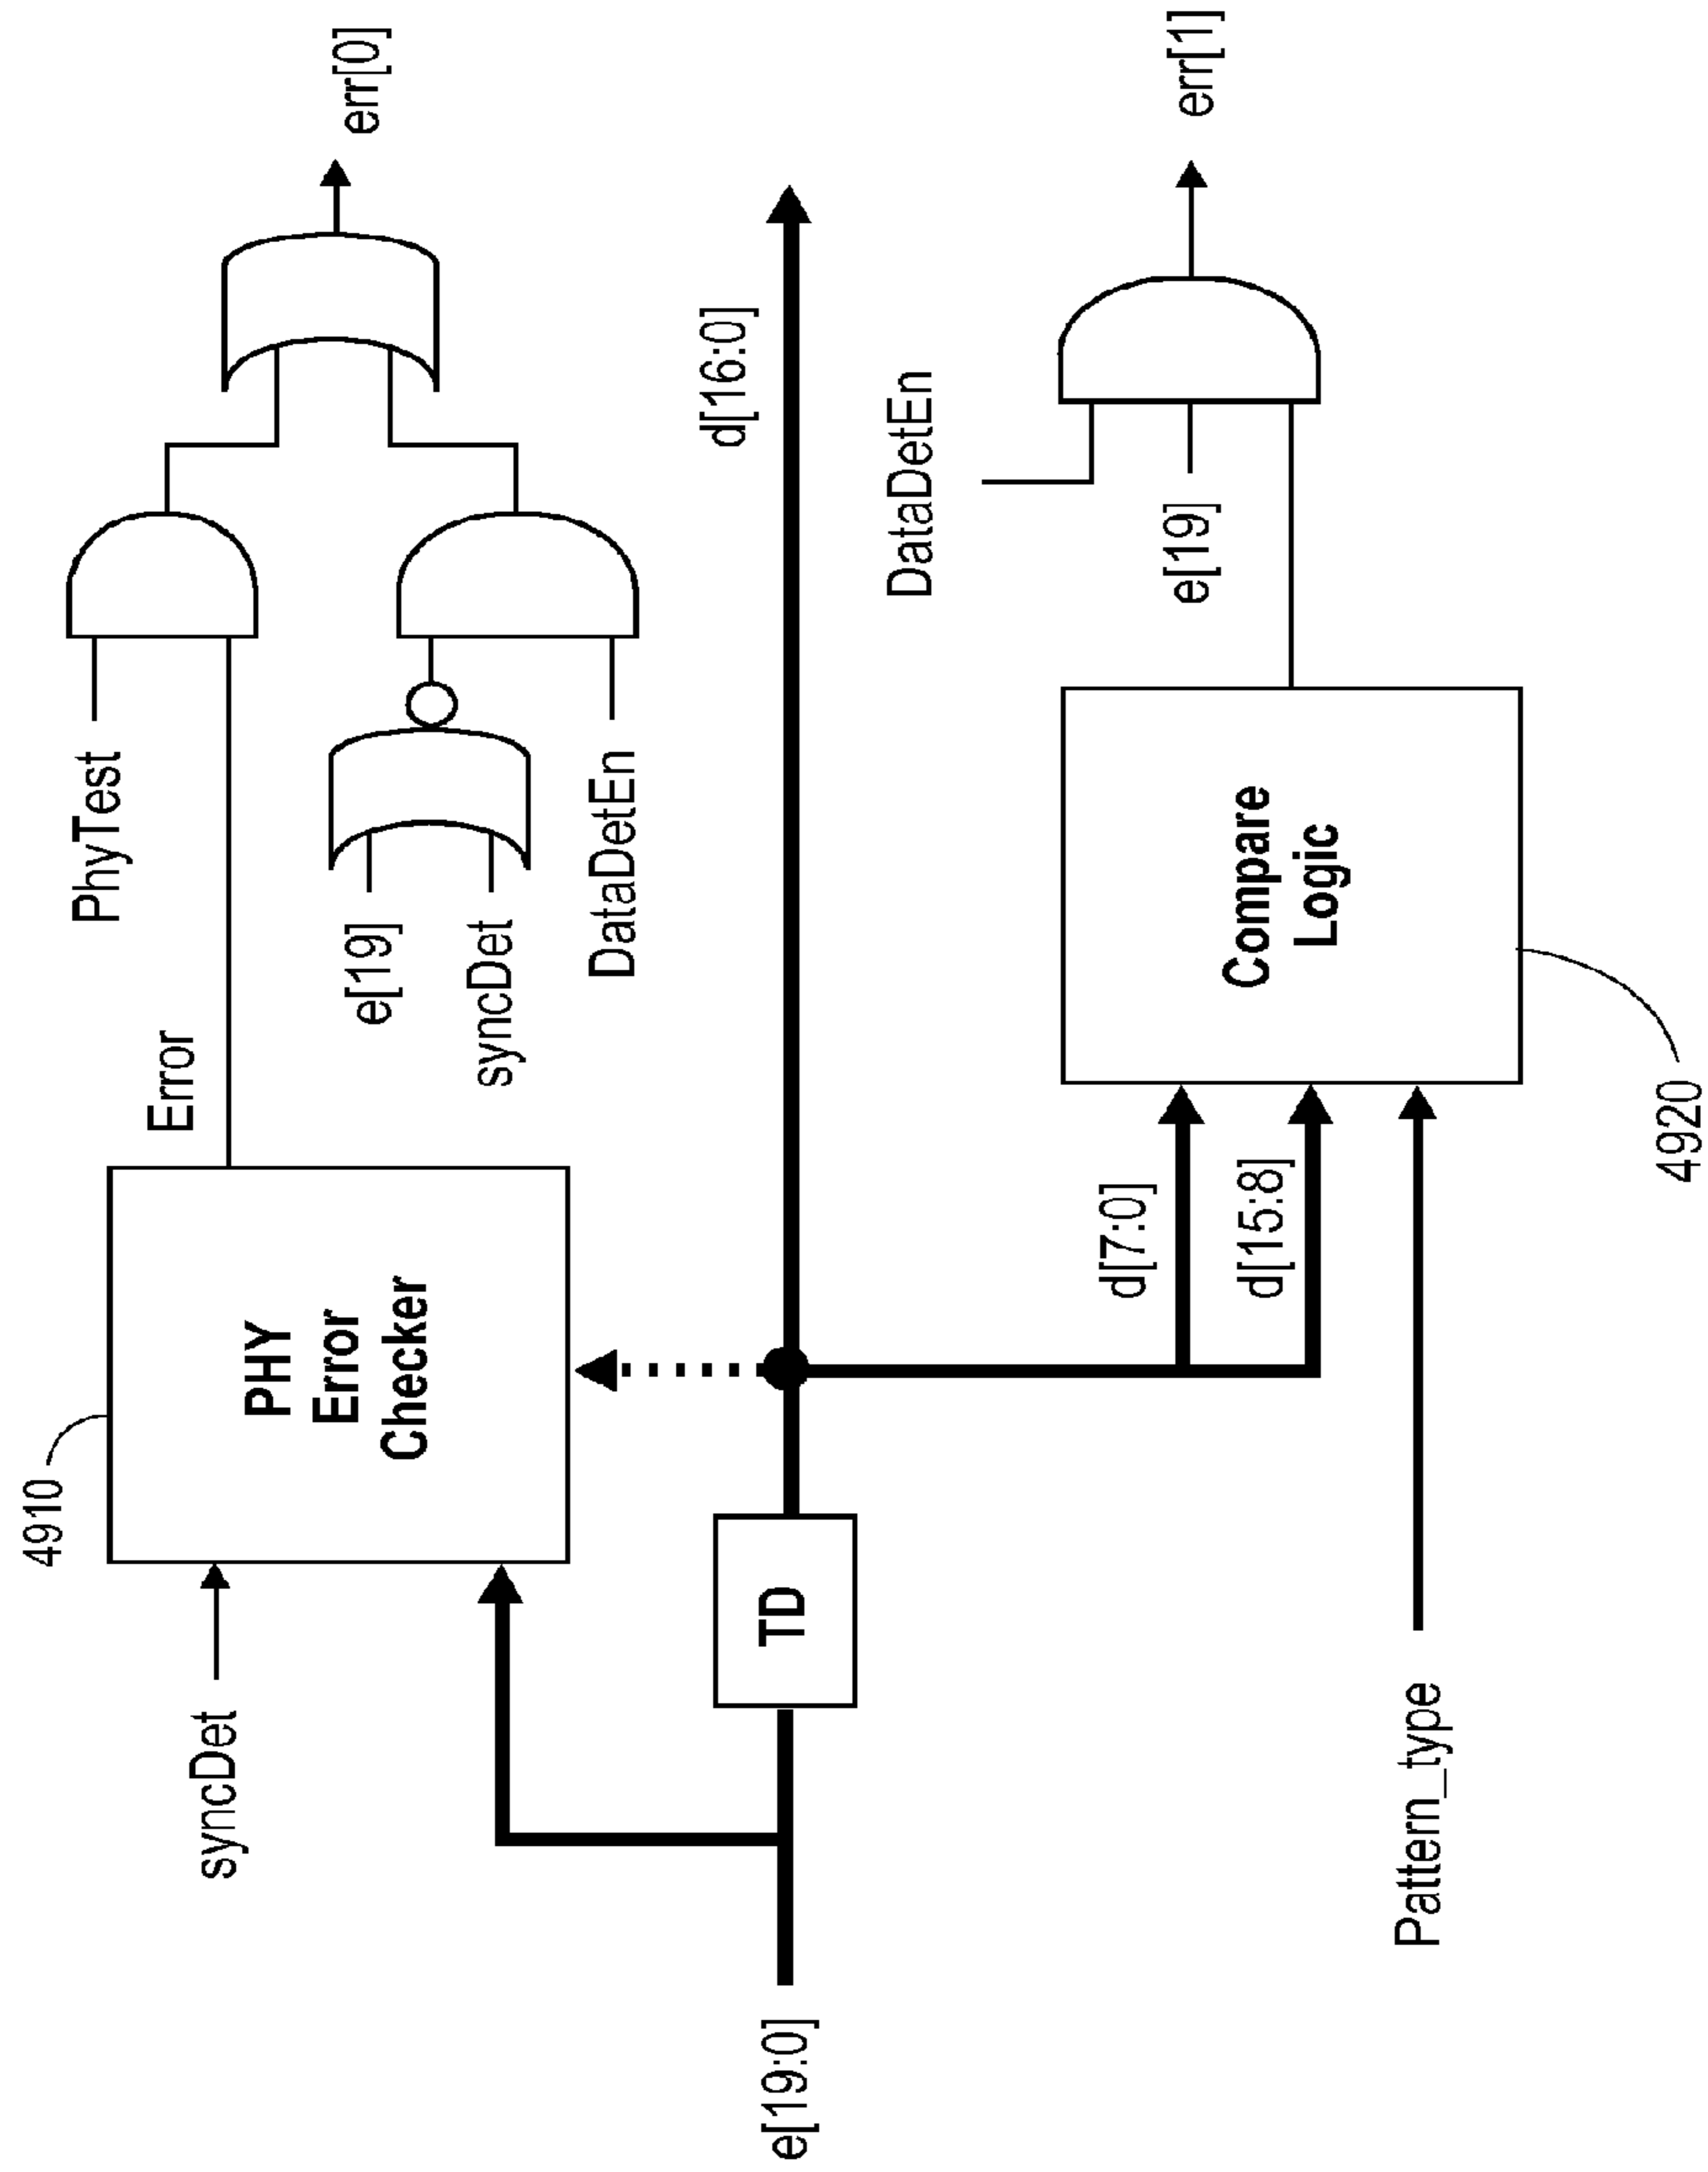 4910
PHY
Error
Checker
syncDet
Error
PhyTest
e[19]
syncDet
DataDetEn
err[0]
e[19:0]
TD
d[16:0]
d[7:0]
d[15:8]
Pattern_type
Compare
Logic
4920
DataDetEn
e[19]
err[1]